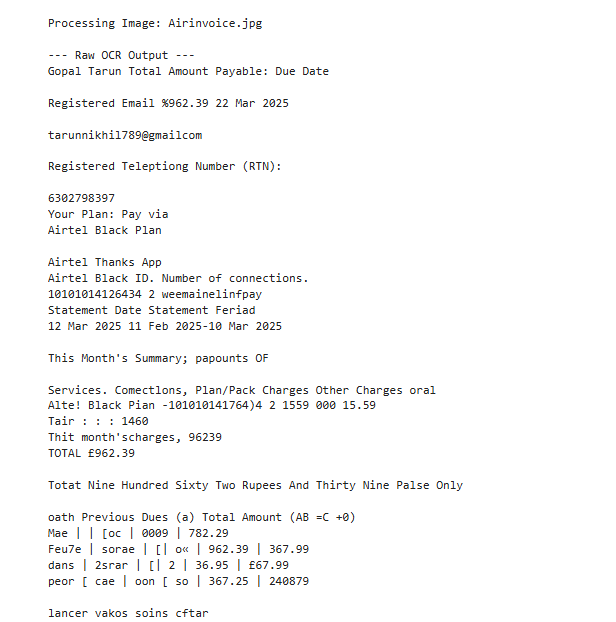 Processing Image: Airinvoice.jpg
--- Raw OCR Output ---
Gopal Tarun Total Amount Payable: Due Date
Registered Email %962.39 22 Mar 2025
tarunnikhil789@gmailcom
Registered Teleptiong Number (RTN):
6302798397
Your Plan: Pay via
Airtel Black Plan
Airtel Thanks App
Airtel Black ID. Number of connections.
10101014126434 2 weemainelinfpay
Statement Date Statement Feriad
12 Mar 2025 11 Feb 2025-10 Mar 2025
This Month's Summary; papounts OF
Services. Comectlons, Plan/Pack Charges Other Charges oral
Alte! Black Pian -101010141764)4 2 1559 000 15.59
Tair : : : 1460
Thit month'scharges, 96239
TOTAL £962.39
Totat Nine Hundred Sixty Two Rupees And Thirty Nine Palse Only
oath Previous Dues (a) Total Amount (AB =C +0)
Mae | | [oc | 0009 | 782.29
Feu7e | sorae | [| o« | 962.39 | 367.99
dans | 2srar | [| 2 | 36.95 | £67.99
peor [ cae | oon [ so | 367.25 | 240879
lancer vakos soins cftar